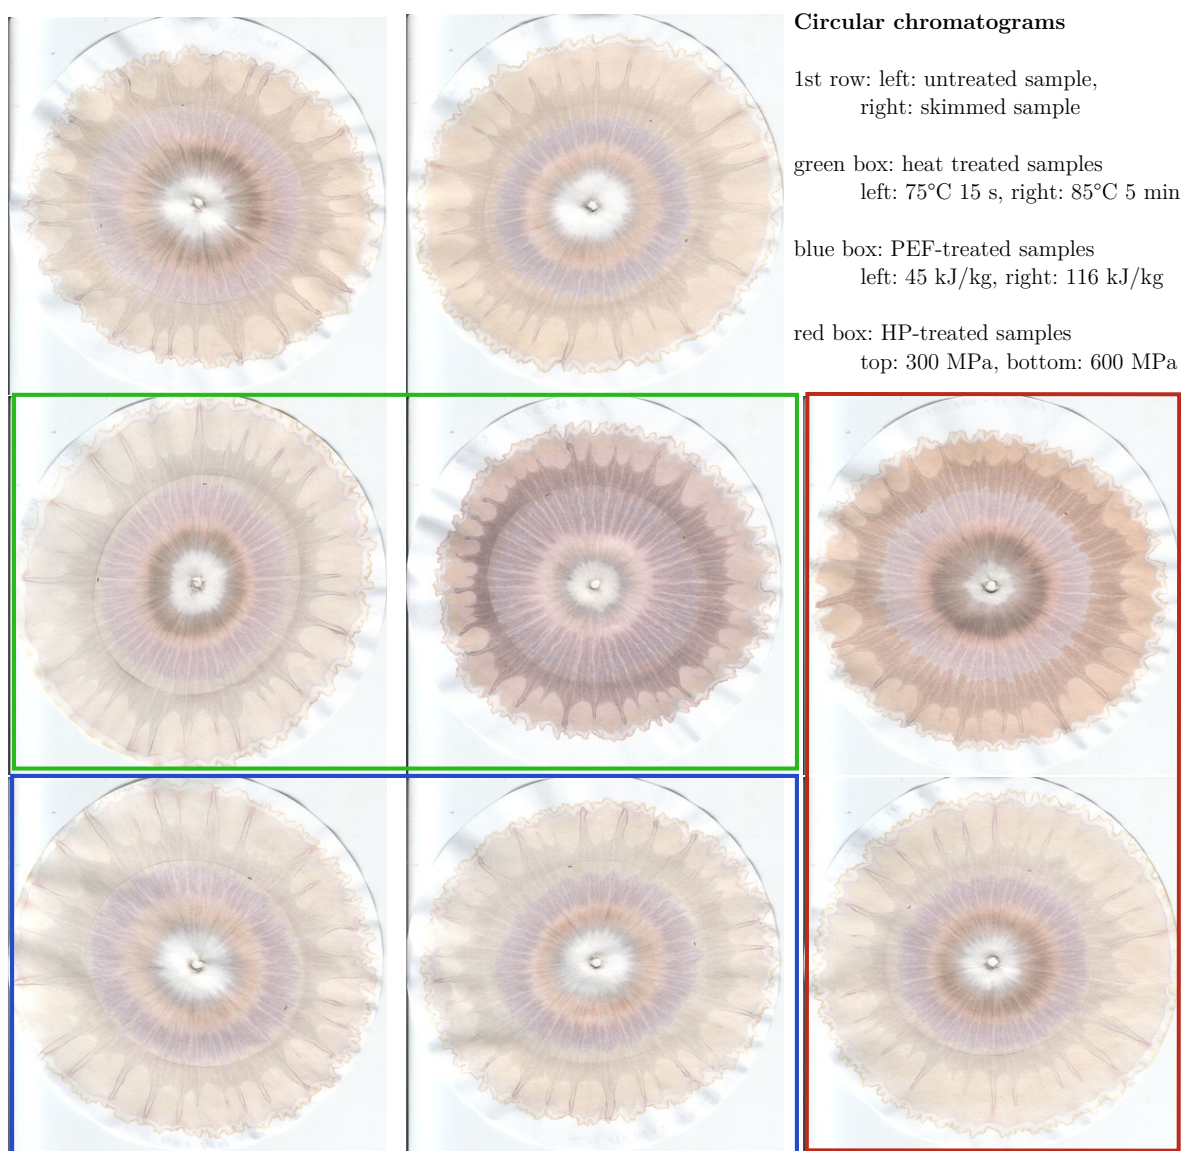 Circular chromatograms
1st row: left: untreated sample,
right: skimmed sample
green box: heat treated samples
left: 75°C 15 s, right: 85°C 5 min
blue box: PEF-treated samples
left: 45 kJ/kg, right: 116 kJ/kg
red box: HP-treated samples
top: 300 MPa, bottom: 600 MPa